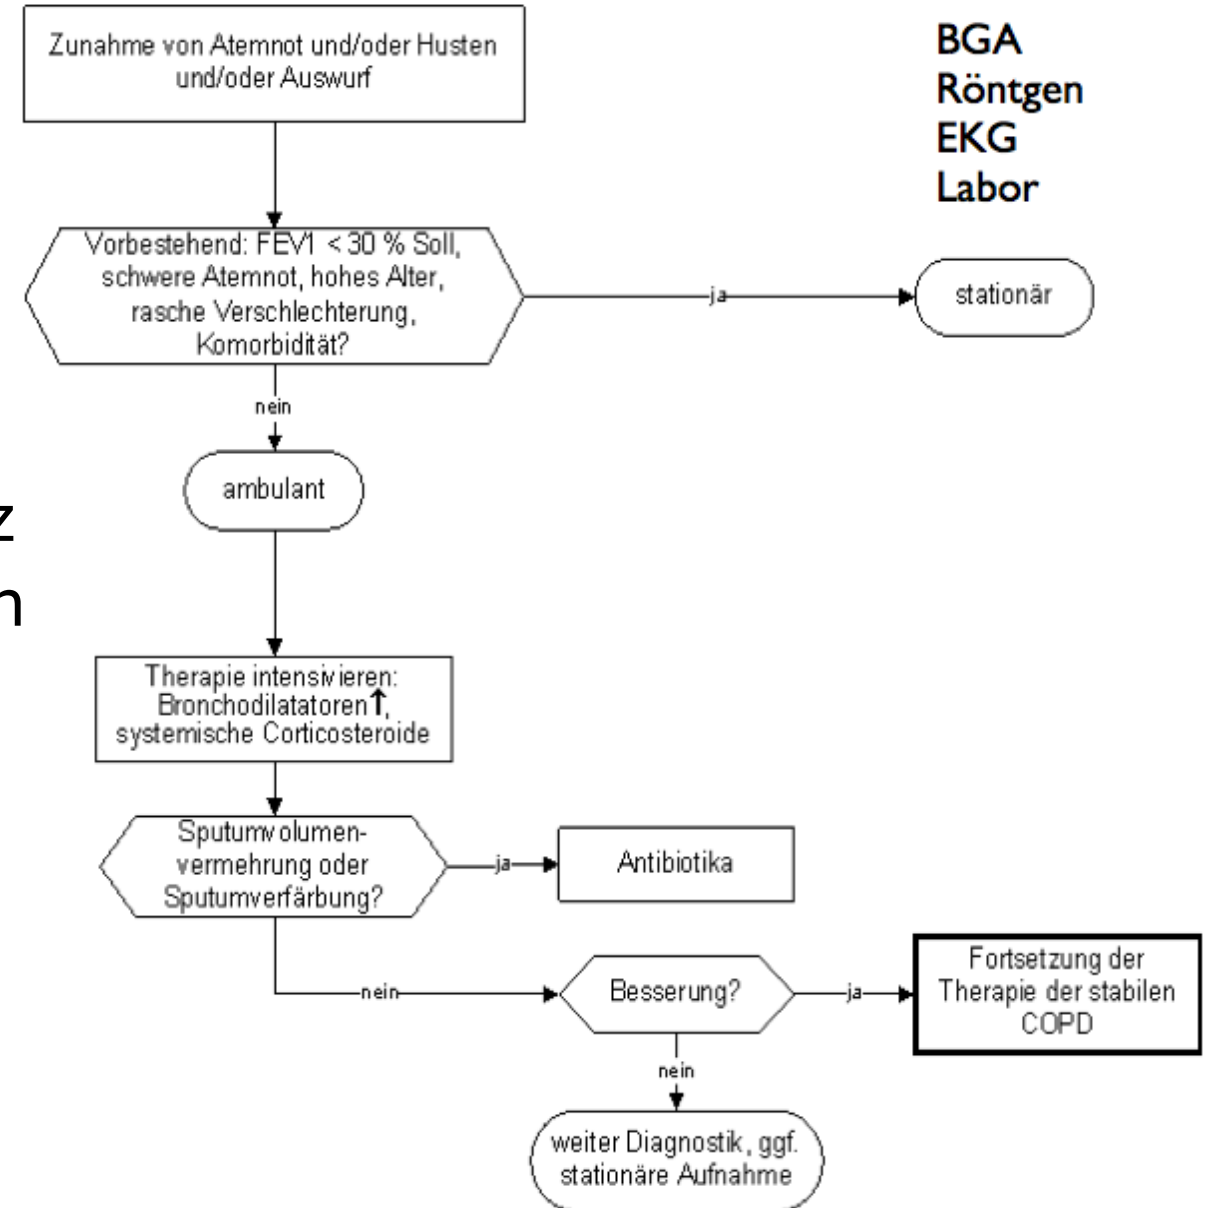 Zunahme von Atemnot und/oder Husten
und/oder Auswurf
BGA
Röntgen
EKG
Labor
Vorbestehend: FEV1 < 30 % Soll,
schwere Atemnot, hohes Alter,
rasche Verschlechterung,
Komorbidität?
ja
stationär
nein
ambulant
z
n
Therapie intensivieren:
Bronchodilatatoren↑,
systemische Corticosteroide
Sputumvolumen-
vermehrung oder
Sputumverfärbung?
ja
Antibiotika
nein
Besserung?
ja
Fortsetzung der
Therapie der stabilen
COPD
nein
weiter Diagnostik, ggf.
stationäre Aufnahme